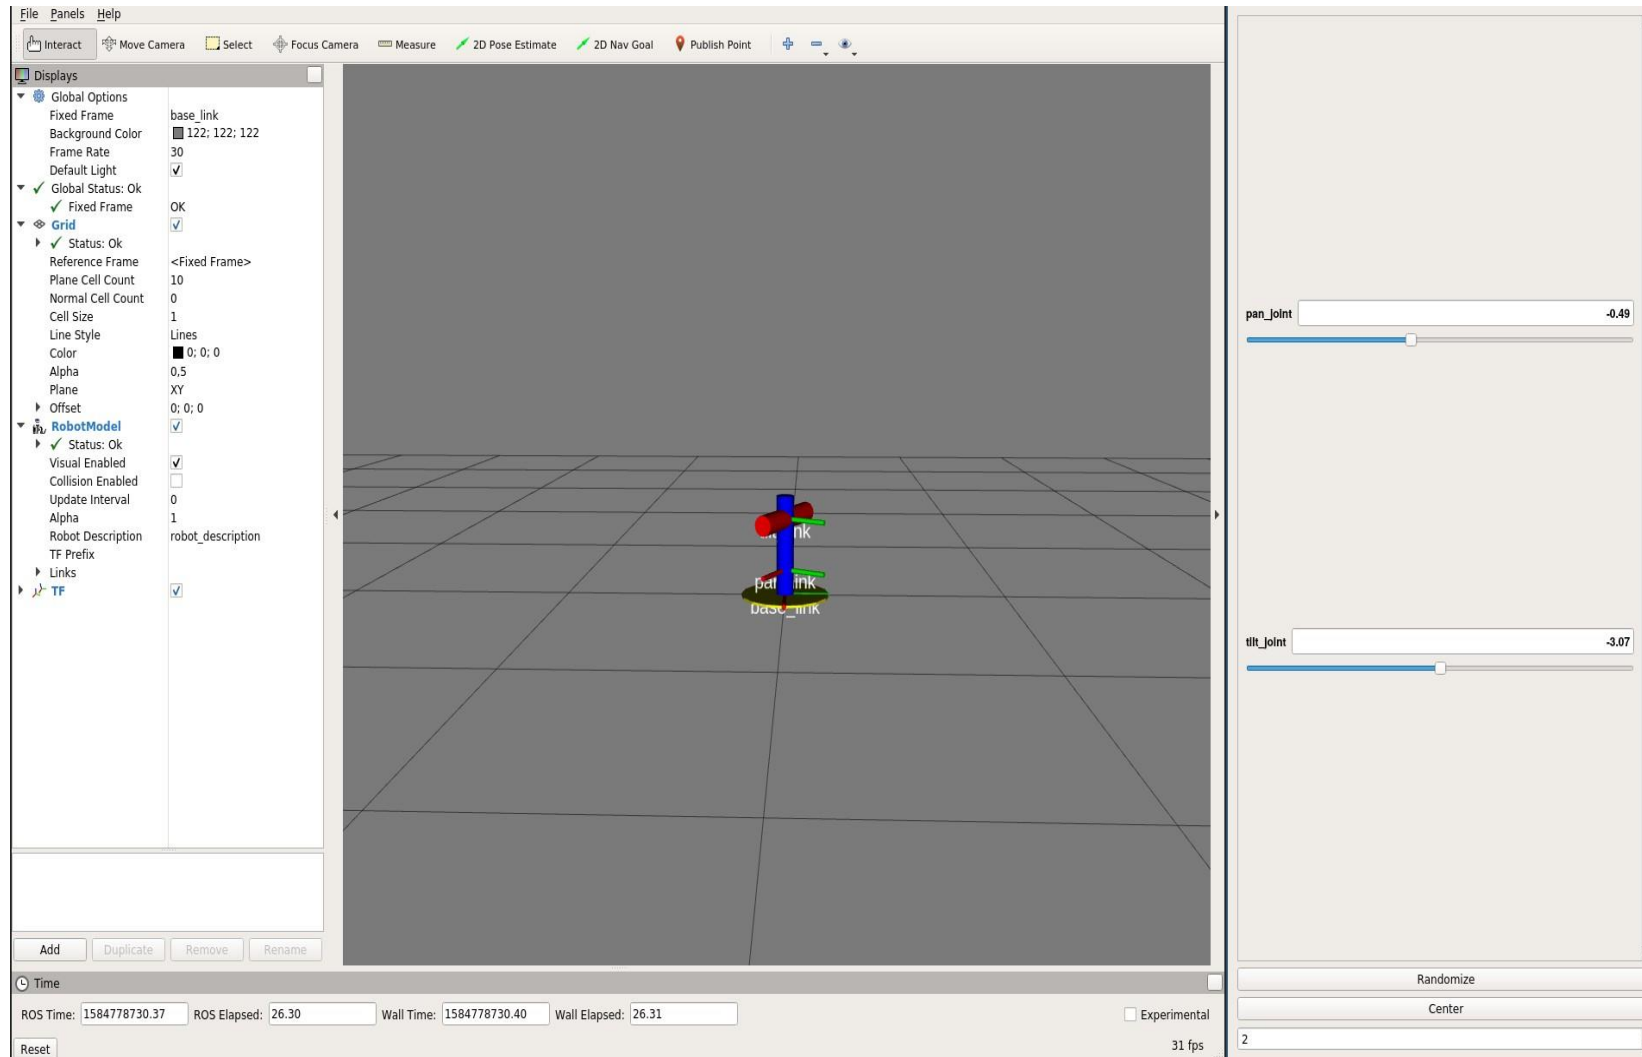 File Panels Help
Interact Move Camera Select Focus Camera Measure 2D Pose Estimate 2D Nav Goal Publish Point
Displays
Global Options
Fixed Frame base_link
Background Color 122; 122; 122
Frame Rate 30
Default Light
Global Status: Ok
Fixed Frame OK
Grid
Status: Ok
Reference Frame <Fixed Frame>
Plane Cell Count 10
Normal Cell Count 0
Cell Size 1
Line Style Lines
Color 0; 0; 0
Alpha 0,5
Plane XY
Offset 0; 0; 0
RobotModel
Status: Ok
Visual Enabled
Collision Enabled
Update Interval 0
Alpha 1
Robot Description robot_description
TF Prefix
Links
TF
base_link
pan_joint -0.49
tilt_joint -3.07
Add Duplicate Remove Rename
Time
ROS Time: 1584778730.37 ROS Elapsed: 26.30 Wall Time: 1584778730.40 Wall Elapsed: 26.31 Experimental
Reset 31 fps
Randomize
Center
2